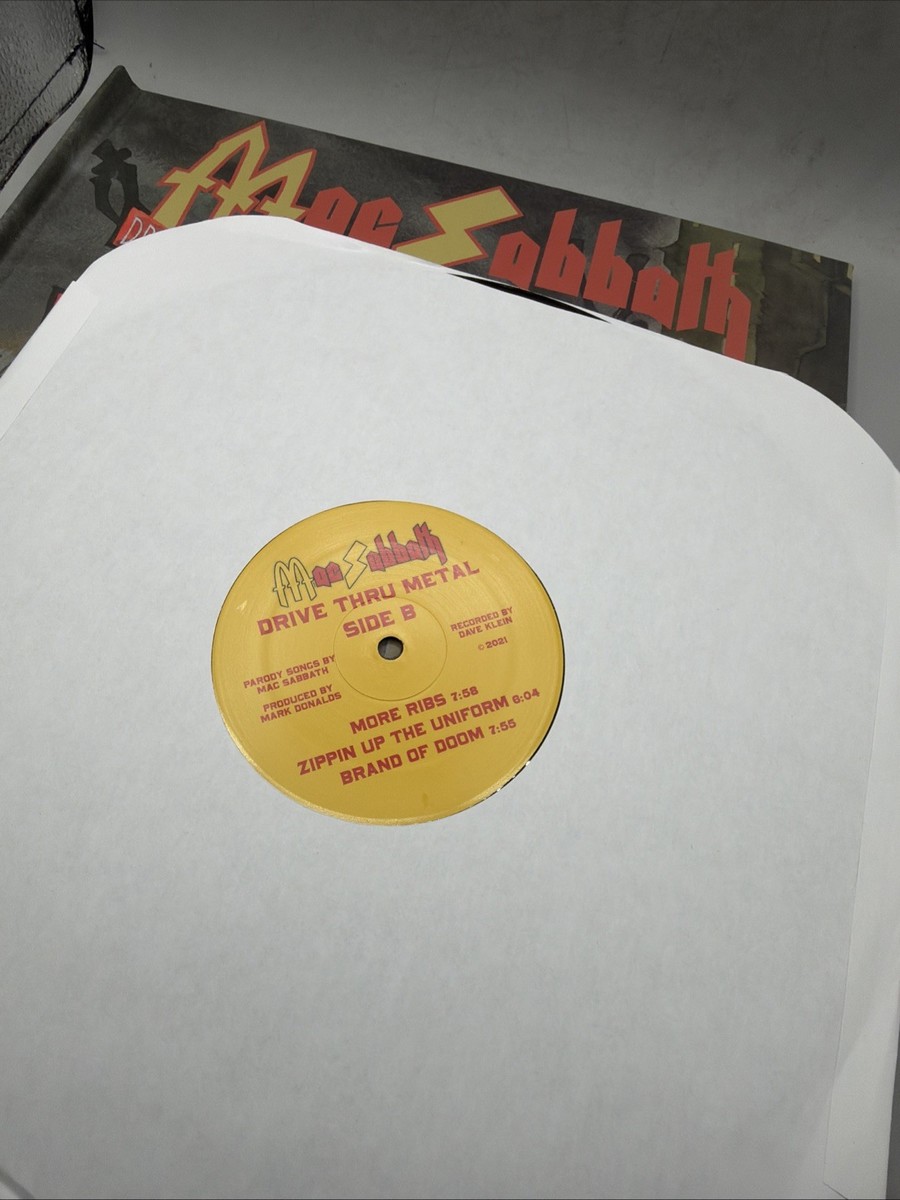 Mac Sabbath
Mac Sabbath
DRIVE THRU METAL
SIDE B
RECORDED BY
DAVE KLEIN
©2021
PARODY SONGS BY
MAC SABBATH
PRODUCED BY
MARK DONALDS
MORE RIBS 7:58
ZIPPIN UP THE UNIFORM 6:04
BRAND OF DOOM 7:55